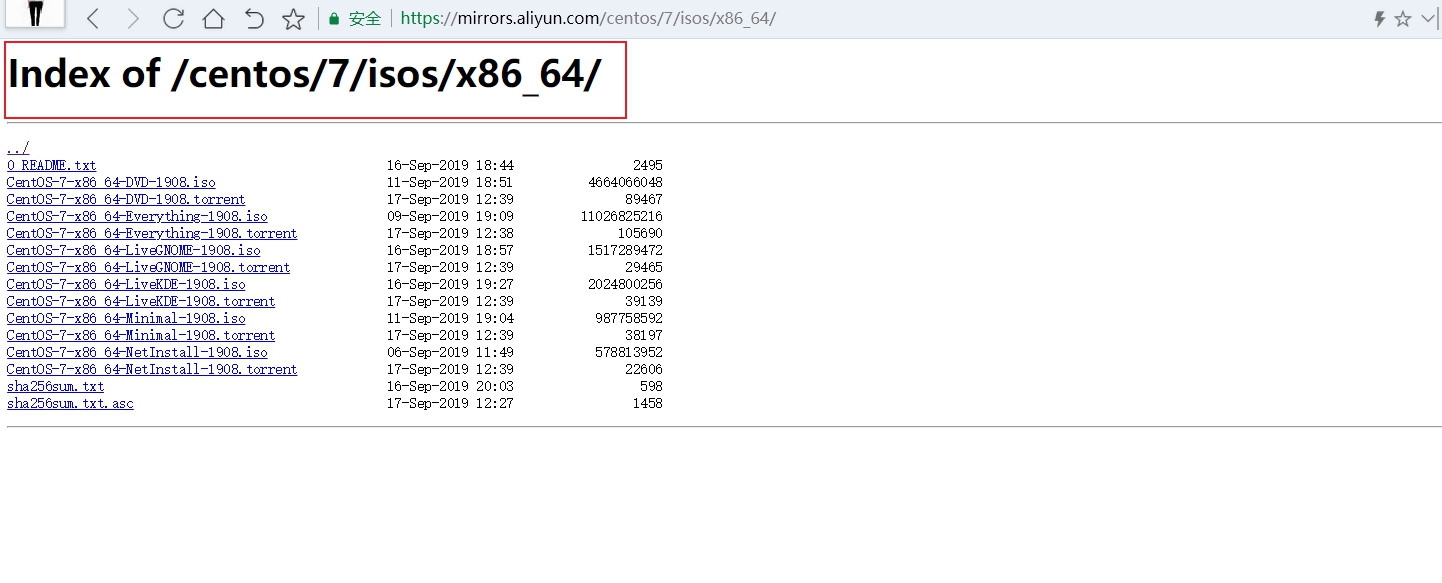 安全 https://mirrors.aliyun.com/centos/7/isos/x86_64/
Index of /centos/7/isos/x86_64/
../
0_README.txt 16-Sep-2019 18:44 2495
CentOS-7-x86_64-DVD-1908.iso 11-Sep-2019 18:51 4664066048
CentOS-7-x86_64-DVD-1908.torrent 17-Sep-2019 12:39 89467
CentOS-7-x86_64-Everything-1908.iso 09-Sep-2019 19:09 11026825216
CentOS-7-x86_64-Everything-1908.torrent 17-Sep-2019 12:38 105690
CentOS-7-x86_64-LiveGNOME-1908.iso 16-Sep-2019 18:57 1517289472
CentOS-7-x86_64-LiveGNOME-1908.torrent 17-Sep-2019 12:39 29465
CentOS-7-x86_64-LiveKDE-1908.iso 16-Sep-2019 19:27 2024800256
CentOS-7-x86_64-LiveKDE-1908.torrent 17-Sep-2019 12:39 39139
CentOS-7-x86_64-Minimal-1908.iso 11-Sep-2019 19:04 987758592
CentOS-7-x86_64-Minimal-1908.torrent 17-Sep-2019 12:39 38197
CentOS-7-x86_64-NetInstall-1908.iso 06-Sep-2019 11:49 578813952
CentOS-7-x86_64-NetInstall-1908.torrent 17-Sep-2019 12:39 22606
sha256sum.txt 16-Sep-2019 20:03 598
sha256sum.txt.asc 17-Sep-2019 12:27 1458